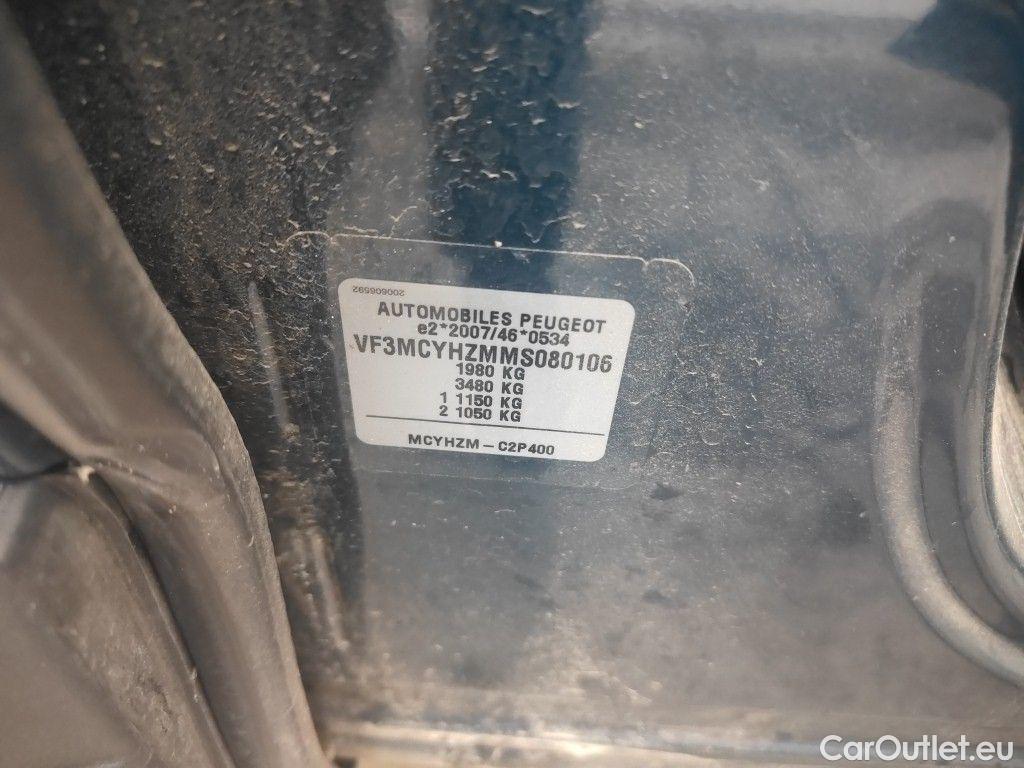 200606592
AUTOMOBILES PEUGEOT
e2*2007/46*0534
VF3MCYHZMMS080106
1980 KG
3480 KG
1 1150 KG
2 1050 KG
MCYHZM – C2P400
CarOutlet.eu